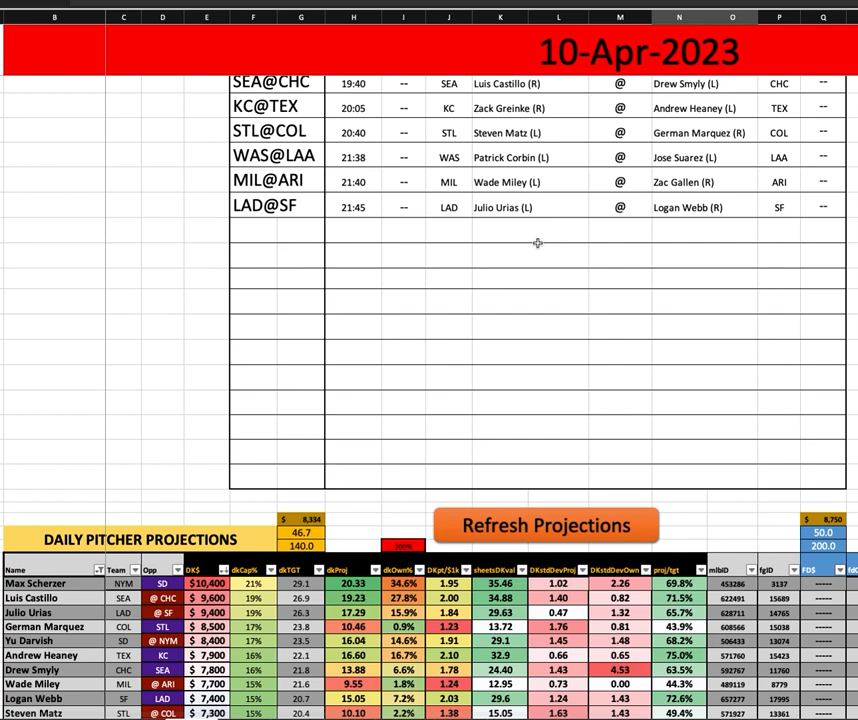 B C D E F G H I J K L M N O P Q
10-Apr-2023
SEA@CHC 19:40 -- SEA Luis Castillo (R) @ Drew Smyly (L) CHC --
KC@TEX 20:05 -- KC Zack Greinke (R) @ Andrew Heaney (L) TEX --
STL@COL 20:40 -- STL Steven Matz (L) @ German Marquez (R) COL --
WAS@LAA 21:38 -- WAS Patrick Corbin (L) @ Jose Suarez (L) LAA --
MIL@ARI 21:40 -- MIL Wade Miley (L) @ Zac Gallen (R) ARI --
LAD@SF 21:45 -- LAD Julio Urias (L) @ Logan Webb (R) SF --
$ 8,334 $ 8,750
46.7 Refresh Projections 50.0
DAILY PITCHER PROJECTIONS 140.0 200% 200.0
Name Team Opp DK$ dkCap% dkTGT dkProj dkOwn% DKpt/$1k sheetsDKval DKstdDevProj DKstdDevOwn proj/tgt mlbID fgID FD$
Max Scherzer NYM SD $10,400 21% 29.1 20.33 34.6% 1.95 35.46 1.02 2.26 69.8% 453286 3137 -----
Luis Castillo SEA @ CHC $ 9,600 19% 26.9 19.23 27.8% 2.00 34.88 1.40 0.82 71.5% 622491 15689 -----
Julio Urias LAD @ SF $ 9,400 19% 26.3 17.29 15.9% 1.84 29.63 0.47 1.32 65.7% 628711 14765 -----
German Marquez COL STL $ 8,500 17% 23.8 10.46 0.9% 1.23 13.72 1.76 0.81 43.9% 608566 15038 -----
Yu Darvish SD @ NYM $ 8,400 17% 23.5 16.04 14.6% 1.91 29.1 1.45 1.48 68.2% 506433 13074 -----
Andrew Heaney TEX KC $ 7,900 16% 22.1 16.60 16.7% 2.10 32.9 0.66 0.65 75.0% 571760 15423 -----
Drew Smyly CHC SEA $ 7,800 16% 21.8 13.88 6.6% 1.78 24.40 1.43 4.53 63.5% 592767 11760 -----
Wade Miley MIL @ ARI $ 7,700 15% 21.6 9.55 1.8% 1.24 12.95 0.73 0.00 44.3% 489119 8779 -----
Logan Webb SF LAD $ 7,400 15% 20.7 15.05 7.2% 2.03 29.6 1.24 1.43 72.6% 657277 17995 -----
Steven Matz STL @ COL $ 7,300 15% 20.4 10.10 2.2% 1.38 15.05 1.63 1.43 49.4% 571927 13361 -----